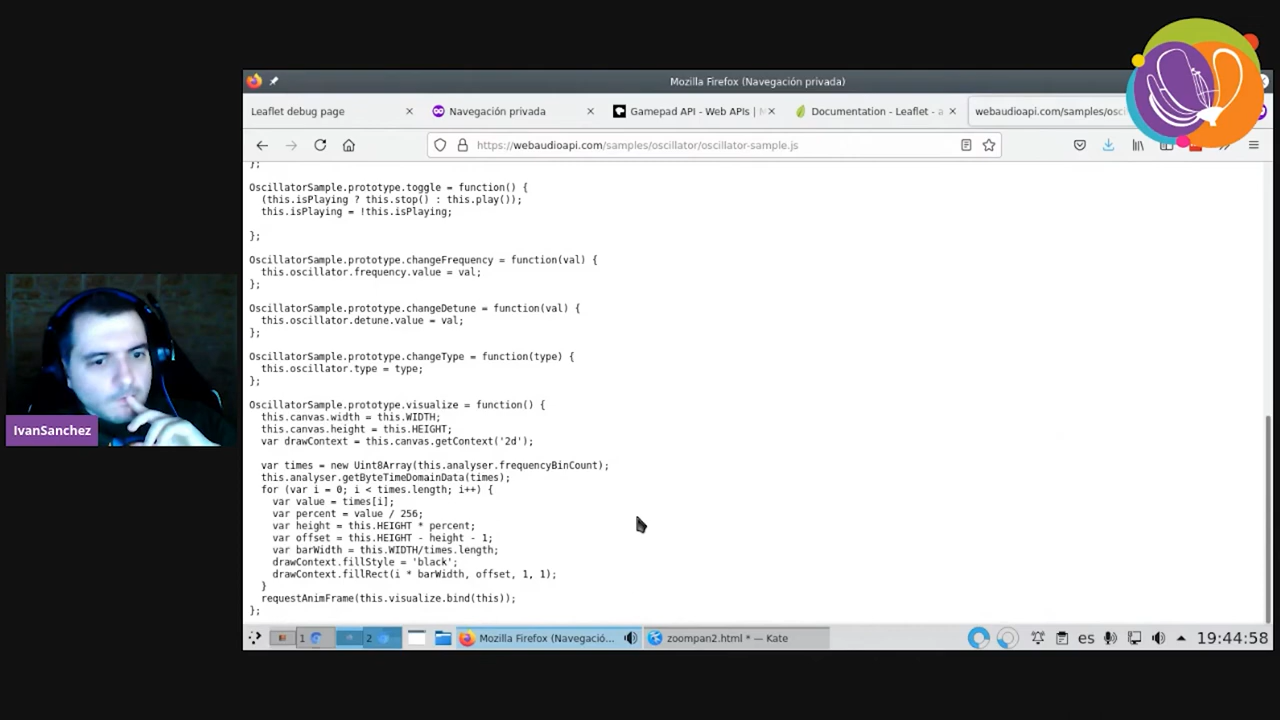 Mozilla Firefox (Navegación privada)
Leaflet debug page
Navegación privada
Gamepad API - Web APIs |
Documentation - Leaflet - a
webaudioapi.com/samples/osci
https://webaudioapi.com/samples/oscillator/oscillator-sample.js
};
OscillatorSample.prototype.toggle = function() {
(this.isPlaying ? this.stop() : this.play());
this.isPlaying = !this.isPlaying;
};
OscillatorSample.prototype.changeFrequency = function(val) {
this.oscillator.frequency.value = val;
};
OscillatorSample.prototype.changeDetune = function(val) {
this.oscillator.detune.value = val;
};
OscillatorSample.prototype.changeType = function(type) {
this.oscillator.type = type;
};
OscillatorSample.prototype.visualize = function() {
this.canvas.width = this.WIDTH;
this.canvas.height = this.HEIGHT;
var drawContext = this.canvas.getContext('2d');
var times = new Uint8Array(this.analyser.frequencyBinCount);
this.analyser.getByteTimeDomainData(times);
for (var i = 0; i < times.length; i++) {
var value = times[i];
var percent = value / 256;
var height = this.HEIGHT * percent;
var offset = this.HEIGHT - height - 1;
var barWidth = this.WIDTH/times.length;
drawContext.fillStyle = 'black';
drawContext.fillRect(i * barWidth, offset, 1, 1);
}
requestAnimFrame(this.visualize.bind(this));
};
IvanSanchez
1
2
Mozilla Firefox (Navegació...
zoompan2.html * — Kate
es
19:44:58